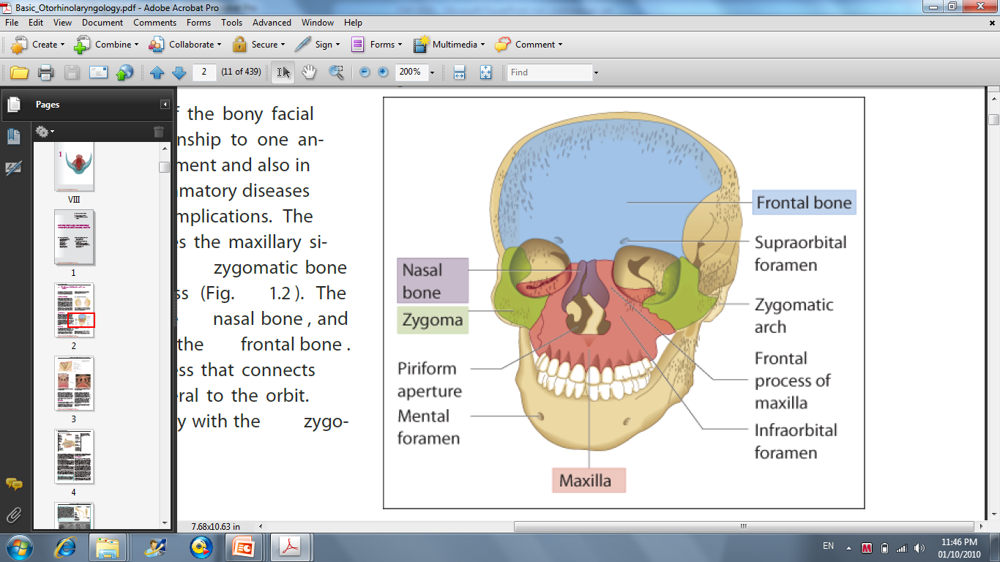 Basic_Otorhinolaryngology.pdf - Adobe Acrobat Pro
File Edit View Document Comments Forms Tools Advanced Window Help
Create Combine Collaborate Secure Sign Forms Multimedia Comment
2 (11 of 439) 200% Find
Pages
1
VIII
1
2
3
4
f the bony facial
nship to one an-
ment and also in
matory diseases
mplications. The
s the maxillary si-
zygomatic bone
ss (Fig. 1.2 ). The
nasal bone , and
the frontal bone .
ess that connects
eral to the orbit.
y with the zygo-
Frontal bone
Supraorbital
foramen
Nasal
bone
Zygoma
Zygomatic
arch
Piriform
aperture
Frontal
process of
maxilla
Mental
foramen
Infraorbital
foramen
Maxilla
7.68x10.63 in
EN
11:46 PM
01/10/2010